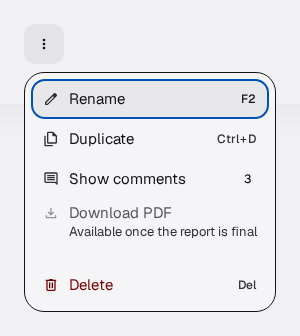 Rename F2
Duplicate Ctrl+D
Show comments 3
Download PDF
Available once the report is final
Delete Del